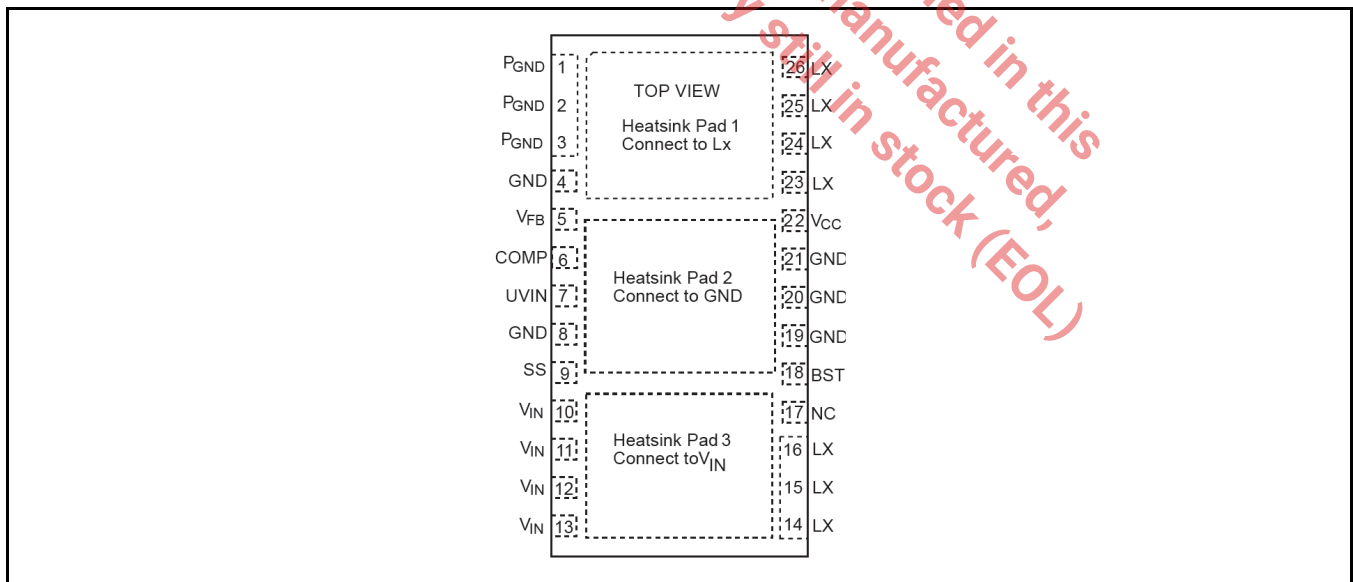 PGND 1
PGND 2
PGND 3
GND 4
VFB 5
COMP 6
UVIN 7
GND 8
SS 9
VIN 10
VIN 11
VIN 12
VIN 13
TOP VIEW
Heatsink Pad 1
Connect to Lx
Heatsink Pad 2
Connect to GND
Heatsink Pad 3
Connect toVIN
26 LX
25 LX
24 LX
23 LX
22 VCC
21 GND
20 GND
19 GND
18 BST
17 NC
16 LX
15 LX
14 LX
in this
still in stock (EOL)